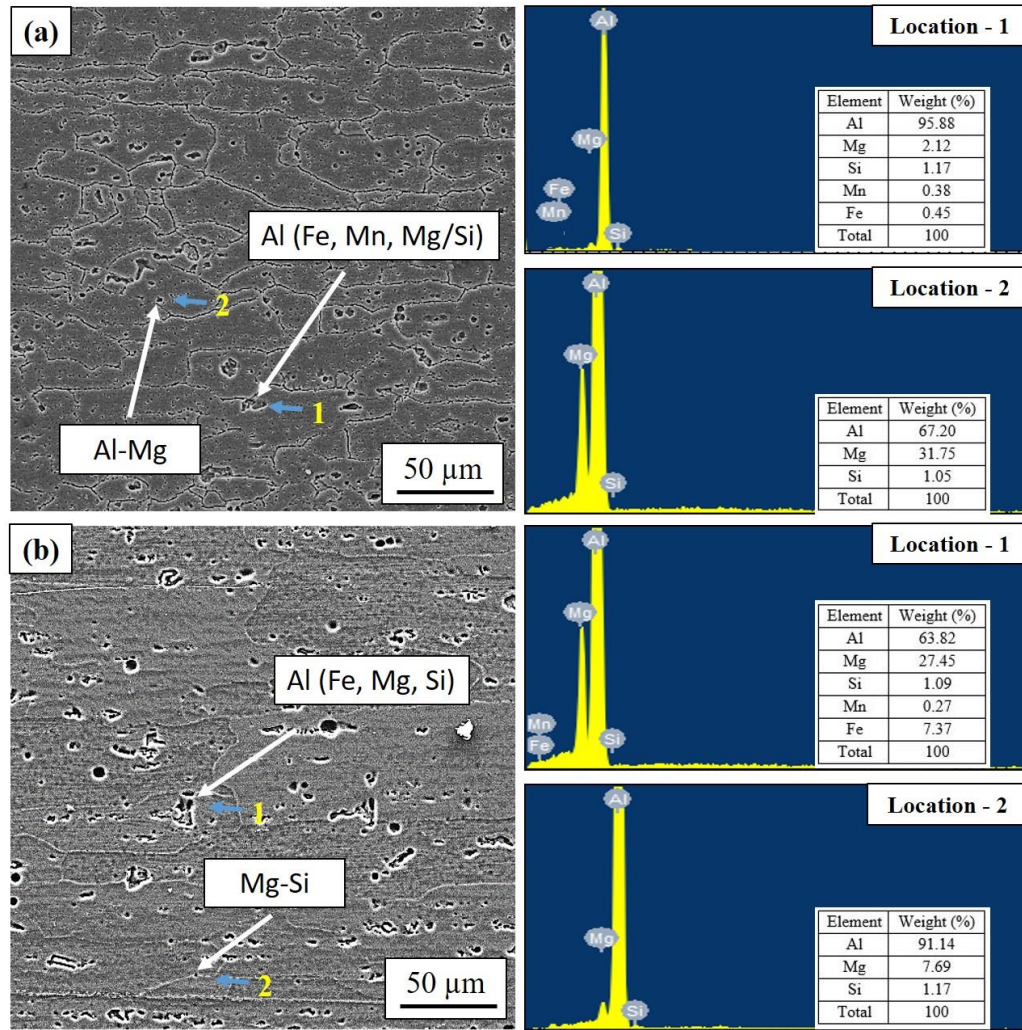 (a)
Al (Fe, Mn, Mg/Si)
2
1
Al-Mg
50 µm
Location - 1
Al
Mg
Fe
Mn
Si
Element Weight (%)
Al 95.88
Mg 2.12
Si 1.17
Mn 0.38
Fe 0.45
Total 100
Location - 2
Al
Mg
Si
Element Weight (%)
Al 67.20
Mg 31.75
Si 1.05
Total 100
(b)
Al (Fe, Mg, Si)
1
Mg-Si
2
50 µm
Location - 1
Al
Mg
Mn
Fe
Si
Element Weight (%)
Al 63.82
Mg 27.45
Si 1.09
Mn 0.27
Fe 7.37
Total 100
Location - 2
Al
Mg
Si
Element Weight (%)
Al 91.14
Mg 7.69
Si 1.17
Total 100